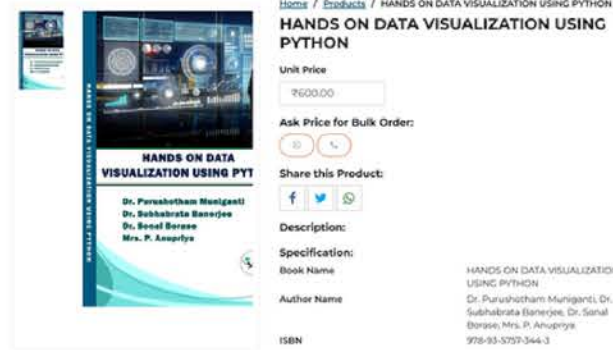 Home / Products / HANDS ON DATA VISUALIZATION USING PYTHON
HANDS ON DATA VISUALIZATION USING
PYTHON
Unit Price
₹600.00
Ask Price for Bulk Order:
Share this Product:
Description:
Specification:
Book Name
HANDS ON DATA VISUALIZATIO
USING PYTHON
Author Name
Dr. Purushotham Muniganti, Dr.
Subhabrata Banerjee, Dr. Sonal
Borase, Mrs. P. Anupriya
ISBN
978-93-5757-344-3
HANDS ON DATA VISUALIZATION USING PYTHON
HANDS ON DATA
VISUALIZATION USING PYT
Dr. Purushotham Muniganti
Dr. Subhabrata Banerjee
Dr. Sonal Borase
Mrs. P. Anupriya